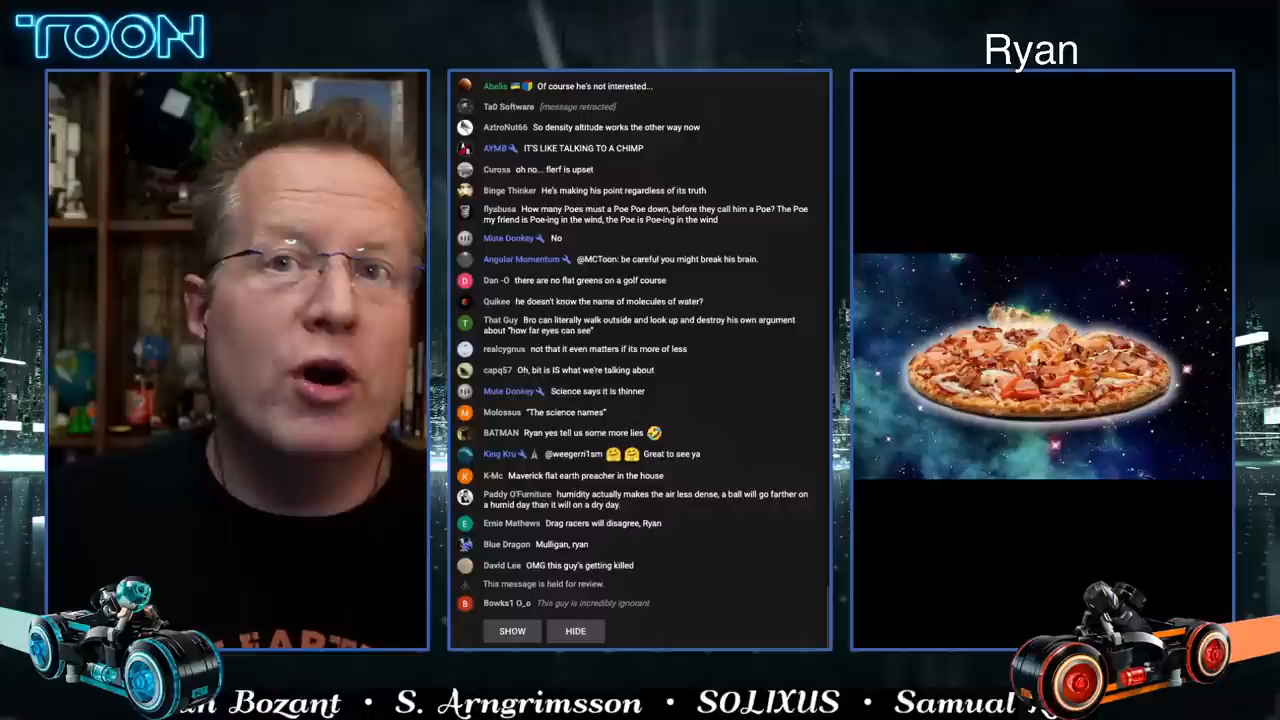 TOON
Ryan
Abelis Of course he's not interested...
Ta0 Software [message retracted]
AztroNut66 So density altitude works the other way now
AYMB IT'S LIKE TALKING TO A CHIMP
Cuross oh no... flerf is upset
Binge Thinker He's making his point regardless of its truth
flyabusa How many Poes must a Poe Poe down, before they call him a Poe? The Poe
my friend is Poe-ing in the wind, the Poe is Poe-ing in the wind
Mute Donkey No
Angular Momentum @MCToon: be careful you might break his brain.
D Dan -O there are no flat greens on a golf course
Quikee he doesn't know the name of molecules of water?
T That Guy Bro can literally walk outside and look up and destroy his own argument
about "how far eyes can see"
realcygnus not that it even matters if its more of less
capq57 Oh, bit is IS what we're talking about
Mute Donkey Science says it is thinner
M Molossus "The science names"
BATMAN Ryan yes tell us some more lies 🤣
King Kru @weegerri1sm 🤗 🤗 Great to see ya
K K-Mc Maverick flat earth preacher in the house
Paddy O'Furniture humidity actually makes the air less dense, a ball will go farther on
a humid day than it will on a dry day.
E Ernie Mathews Drag racers will disagree, Ryan
Blue Dragon Mulligan, ryan
David Lee OMG this guy's getting killed
This message is held for review.
B Bowka1 O_o This guy is incredibly ignorant
SHOW HIDE
Bozant • S. Arngrimsson • SOLIXUS • Samual